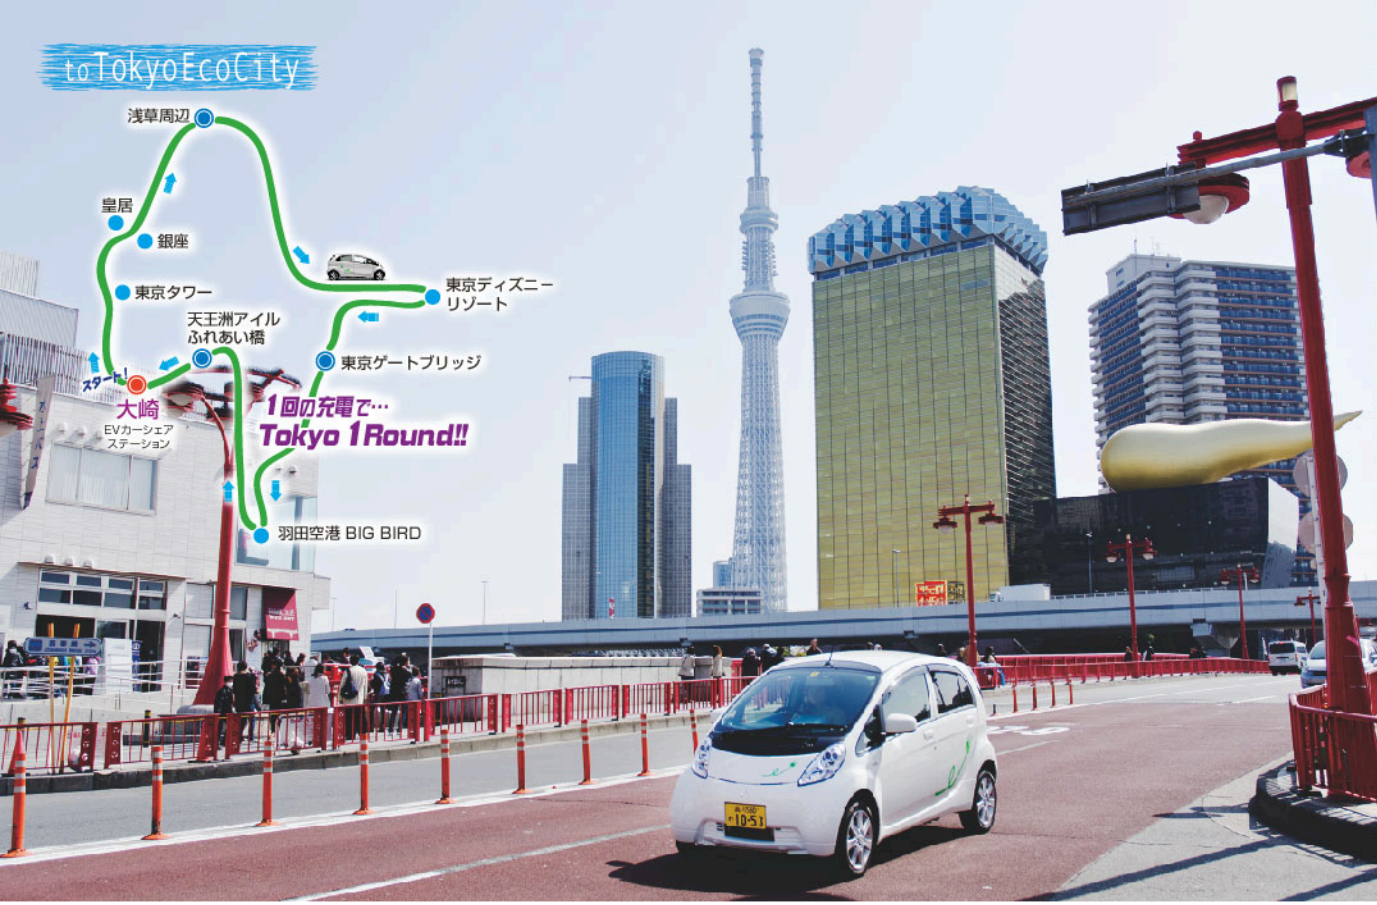 toTokyoEcoCity
浅草周辺
皇居
銀座
東京タワー
東京ディズニー
リゾート
天王洲アイル
ふれあい橋
東京ゲートブリッジ
スタート!
大崎
EVカーシェア
ステーション
1回の充電で…
Tokyo 1Round!!
羽田空港 BIG BIRD
10-53